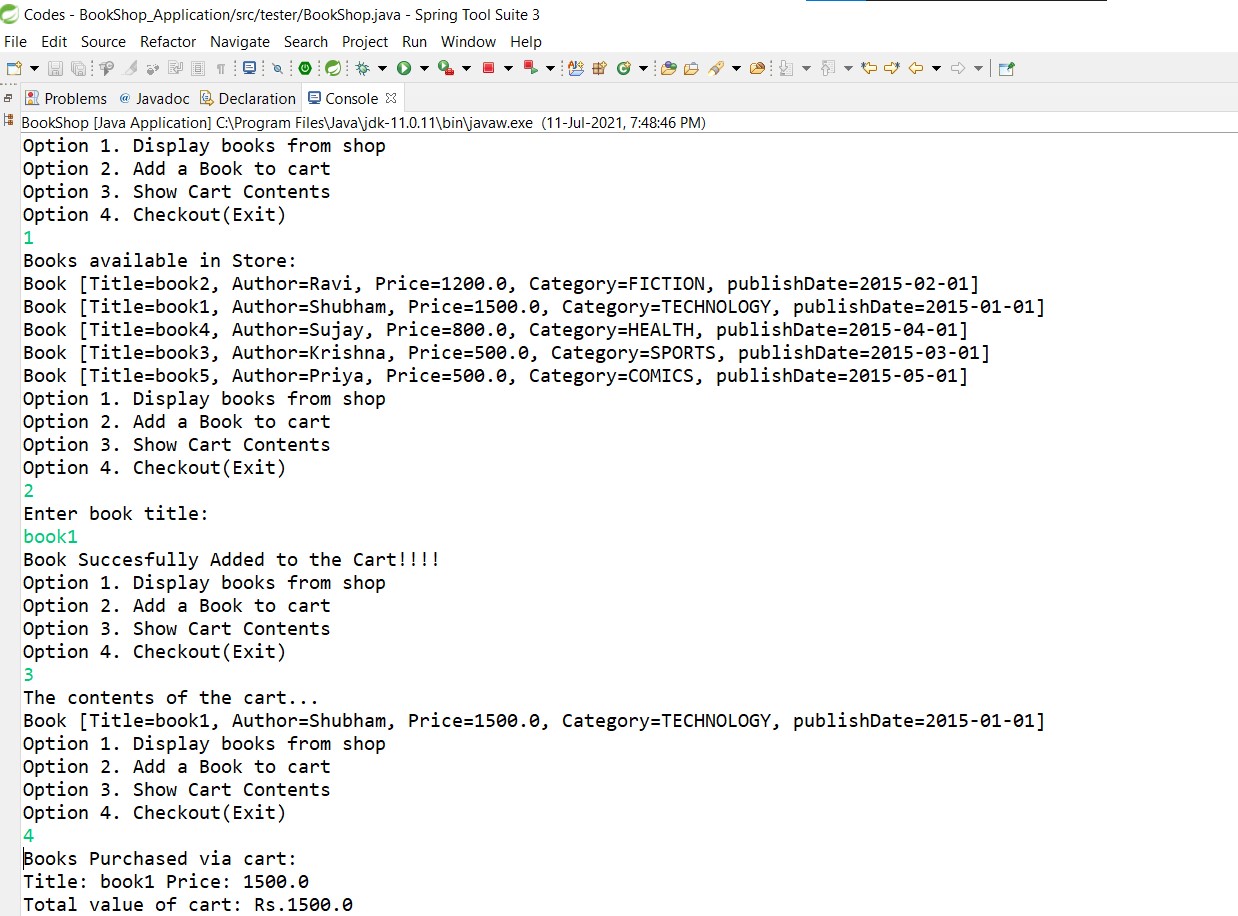 Codes - BookShop_Application/src/tester/BookShop.java - Spring Tool Suite 3
File Edit Source Refactor Navigate Search Project Run Window Help
Problems @ Javadoc Declaration Console
BookShop [Java Application] C:\Program Files\Java\jdk-11.0.11\bin\javaw.exe (11-Jul-2021, 7:48:46 PM)
Option 1. Display books from shop
Option 2. Add a Book to cart
Option 3. Show Cart Contents
Option 4. Checkout(Exit)
1
Books available in Store:
Book [Title=book2, Author=Ravi, Price=1200.0, Category=FICTION, publishDate=2015-02-01]
Book [Title=book1, Author=Shubham, Price=1500.0, Category=TECHNOLOGY, publishDate=2015-01-01]
Book [Title=book4, Author=Sujay, Price=800.0, Category=HEALTH, publishDate=2015-04-01]
Book [Title=book3, Author=Krishna, Price=500.0, Category=SPORTS, publishDate=2015-03-01]
Book [Title=book5, Author=Priya, Price=500.0, Category=COMICS, publishDate=2015-05-01]
Option 1. Display books from shop
Option 2. Add a Book to cart
Option 3. Show Cart Contents
Option 4. Checkout(Exit)
2
Enter book title:
book1
Book Succesfully Added to the Cart!!!!
Option 1. Display books from shop
Option 2. Add a Book to cart
Option 3. Show Cart Contents
Option 4. Checkout(Exit)
3
The contents of the cart...
Book [Title=book1, Author=Shubham, Price=1500.0, Category=TECHNOLOGY, publishDate=2015-01-01]
Option 1. Display books from shop
Option 2. Add a Book to cart
Option 3. Show Cart Contents
Option 4. Checkout(Exit)
4
Books Purchased via cart:
Title: book1 Price: 1500.0
Total value of cart: Rs.1500.0